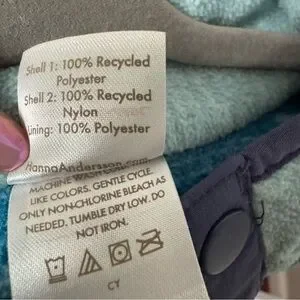 Shell 1: 100% Recycled
Polyester
Shell 2: 100% Recycled
Nylon
Lining: 100% Polyester
HannaAndersson.com
MACHINE WASH COLD
LIKE COLORS. GENTLE CYCLE.
ONLY NON-CHLORINE BLEACH AS
NEEDED. TUMBLE DRY LOW. DO
NOT IRON.
CY